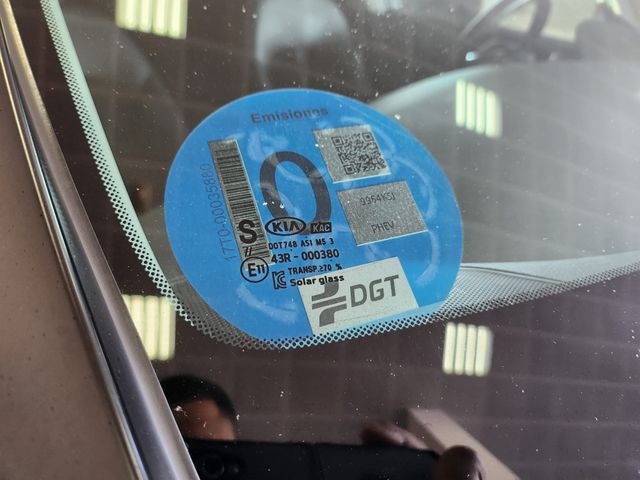 Emisiones
0
17T0-00035880
9954KSJ
PHEV
S
KIA KAC
DOT748 AS1 M5 3
//
43R-000380
E11
TRANSP.≥70 %
Solar glass
DGT